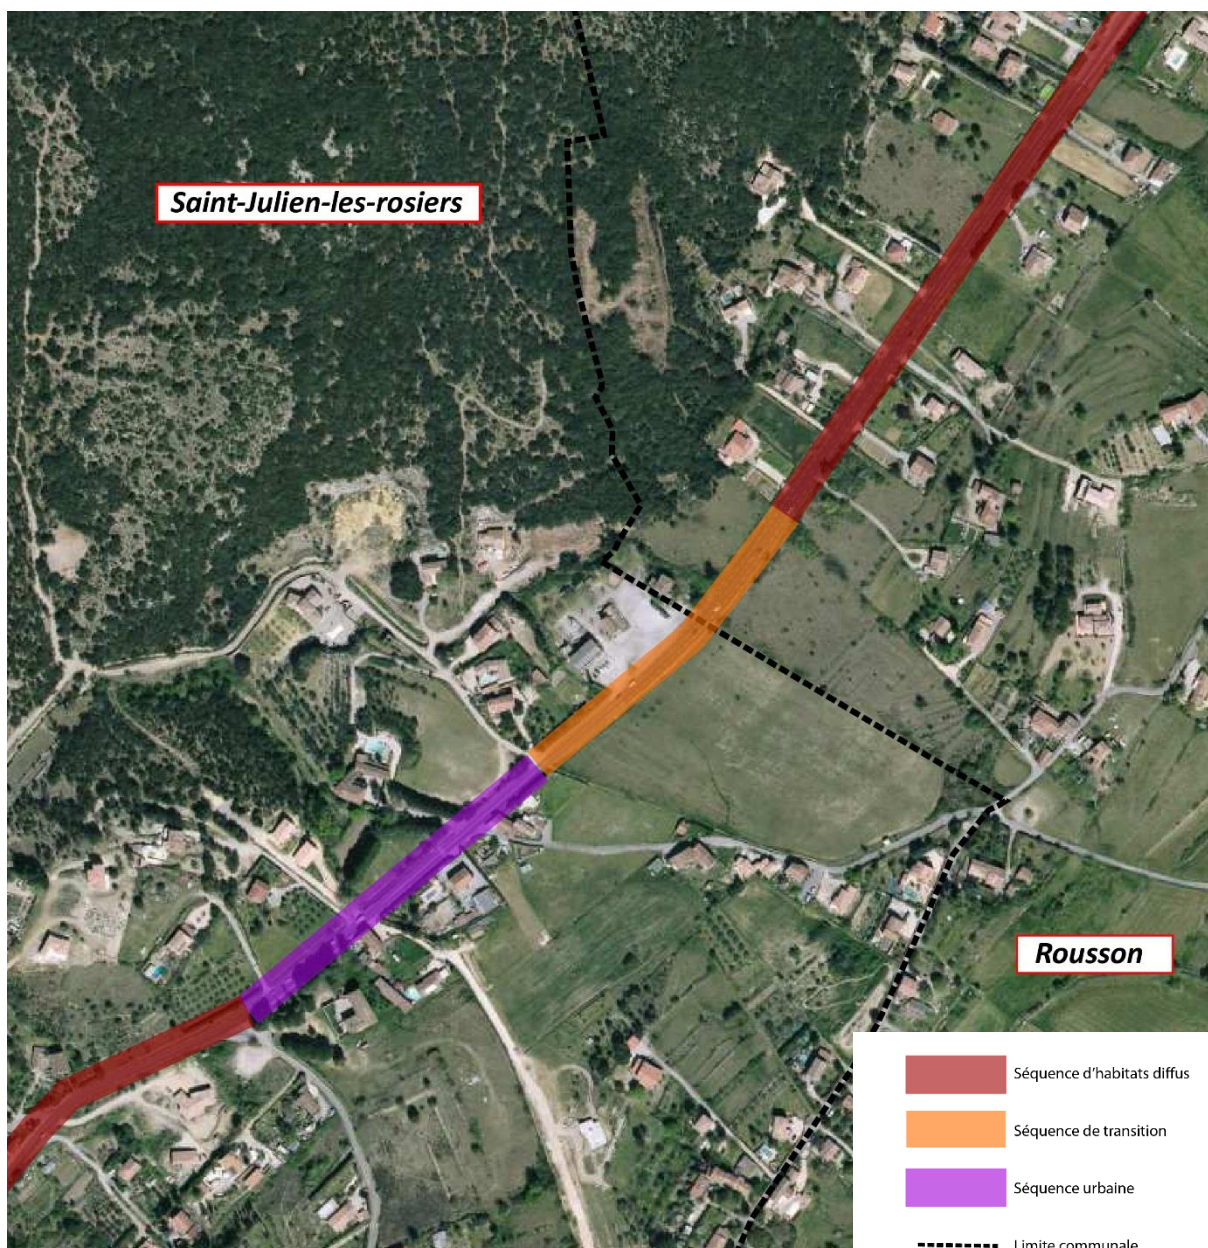 Saint-Julien-les-rosiers
Rousson
Séquence d'habitats diffus
Séquence de transition
Séquence urbaine
Limite communale